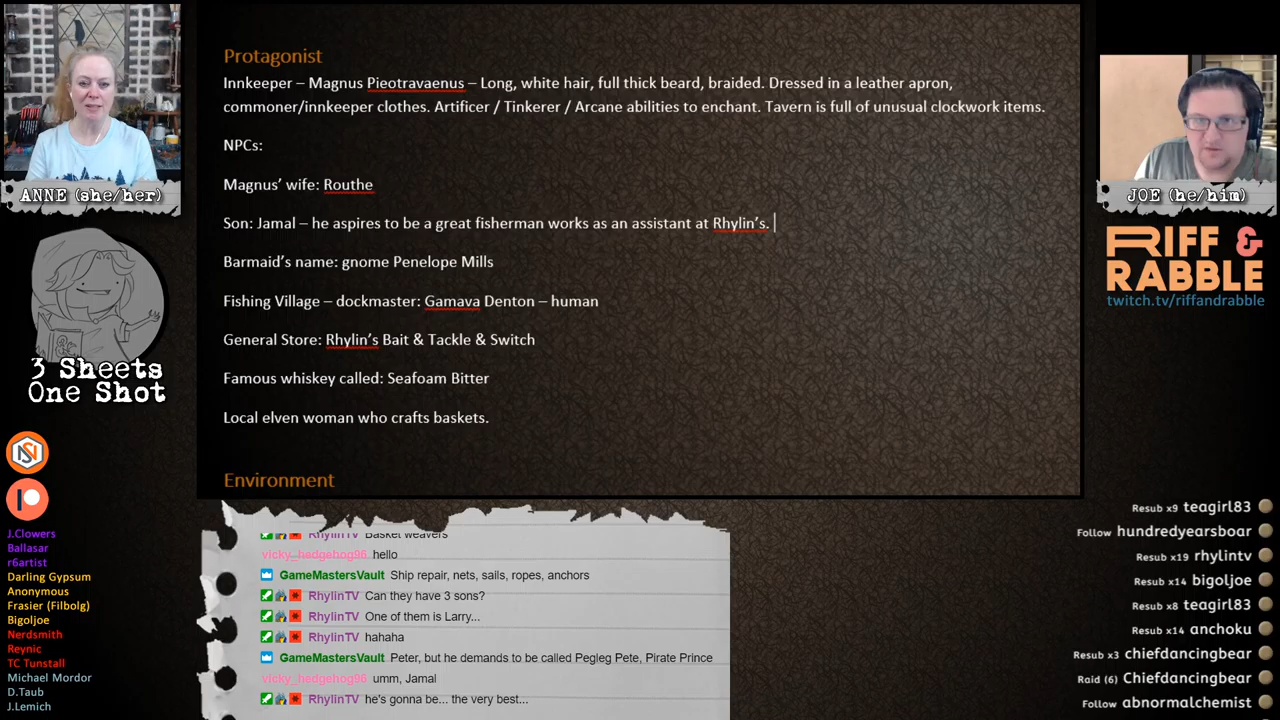 Protagonist
Innkeeper – Magnus Pieotravaenus – Long, white hair, full thick beard, braided. Dressed in a leather apron,
commoner/innkeeper clothes. Artificer / Tinkerer / Arcane abilities to enchant. Tavern is full of unusual clockwork items.
NPCs:
Magnus' wife: Routhe
Son: Jamal – he aspires to be a great fisherman works as an assistant at Rhylin's.
Barmaid's name: gnome Penelope Mills
Fishing Village – dockmaster: Gamava Denton – human
General Store: Rhylin's Bait & Tackle & Switch
Famous whiskey called: Seafoam Bitter
Local elven woman who crafts baskets.
Environment
ANNE (she/her)
3 Sheets
One Shot
J.Clowers
Ballasar
r6artist
Darling Gypsum
Anonymous
Frasier (Filbolg)
Bigoljoe
Nerdsmith
Reynic
TC Tunstall
Michael Mordor
D.Taub
J.Lemich
RhylinTV Basket weavers
vicky_hedgehog96 hello
GameMastersVault Ship repair, nets, sails, ropes, anchors
RhylinTV Can they have 3 sons?
RhylinTV One of them is Larry...
RhylinTV hahaha
GameMastersVault Peter, but he demands to be called Pegleg Pete, Pirate Prince
vicky_hedgehog96 umm, Jamal
RhylinTV he's gonna be... the very best...
JOE (he/him)
RIFF &
RABBLE
twitch.tv/riffandrabble
Resub x9 teagirl83
Follow hundredyearsboar
Resub x19 rhylintv
Resub x14 bigoljoe
Resub x8 teagirl83
Resub x14 anchoku
Resub x3 chiefdancingbear
Raid (6) Chiefdancingbear
Follow abnormalchemist